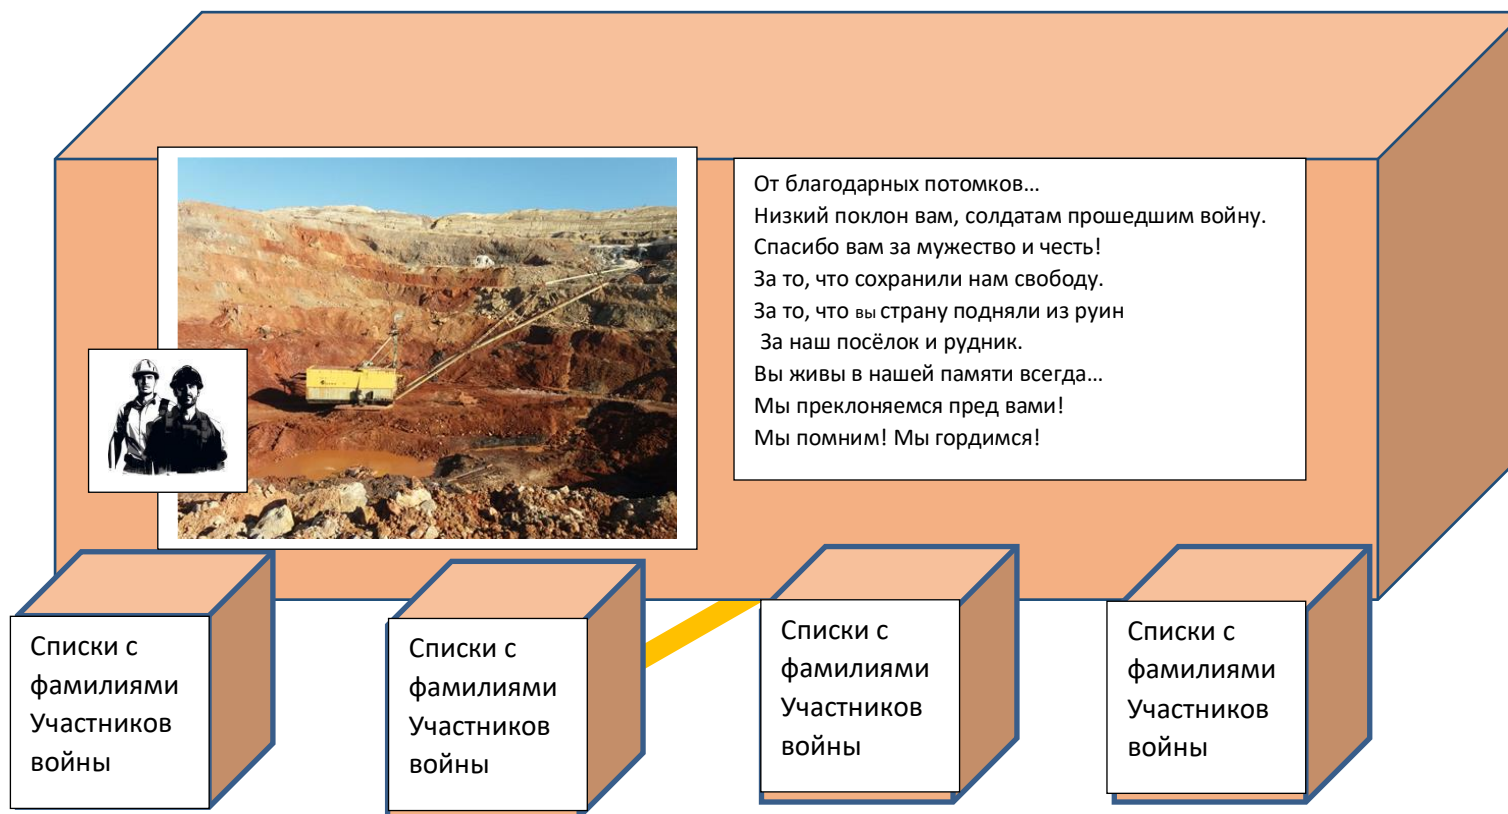 От благодарных потомков...
Низкий поклон вам, солдатам прошедшим войну.
Спасибо вам за мужество и честь!
За то, что сохранили нам свободу.
За то, что вы страну подняли из руин
За наш посёлок и рудник.
Вы живы в нашей памяти всегда...
Мы преклоняемся пред вами!
Мы помним! Мы гордимся!
Списки с
фамилиями
Участников
войны
Списки с
фамилиями
Участников
войны
Списки с
фамилиями
Участников
войны
Списки с
фамилиями
Участников
войны